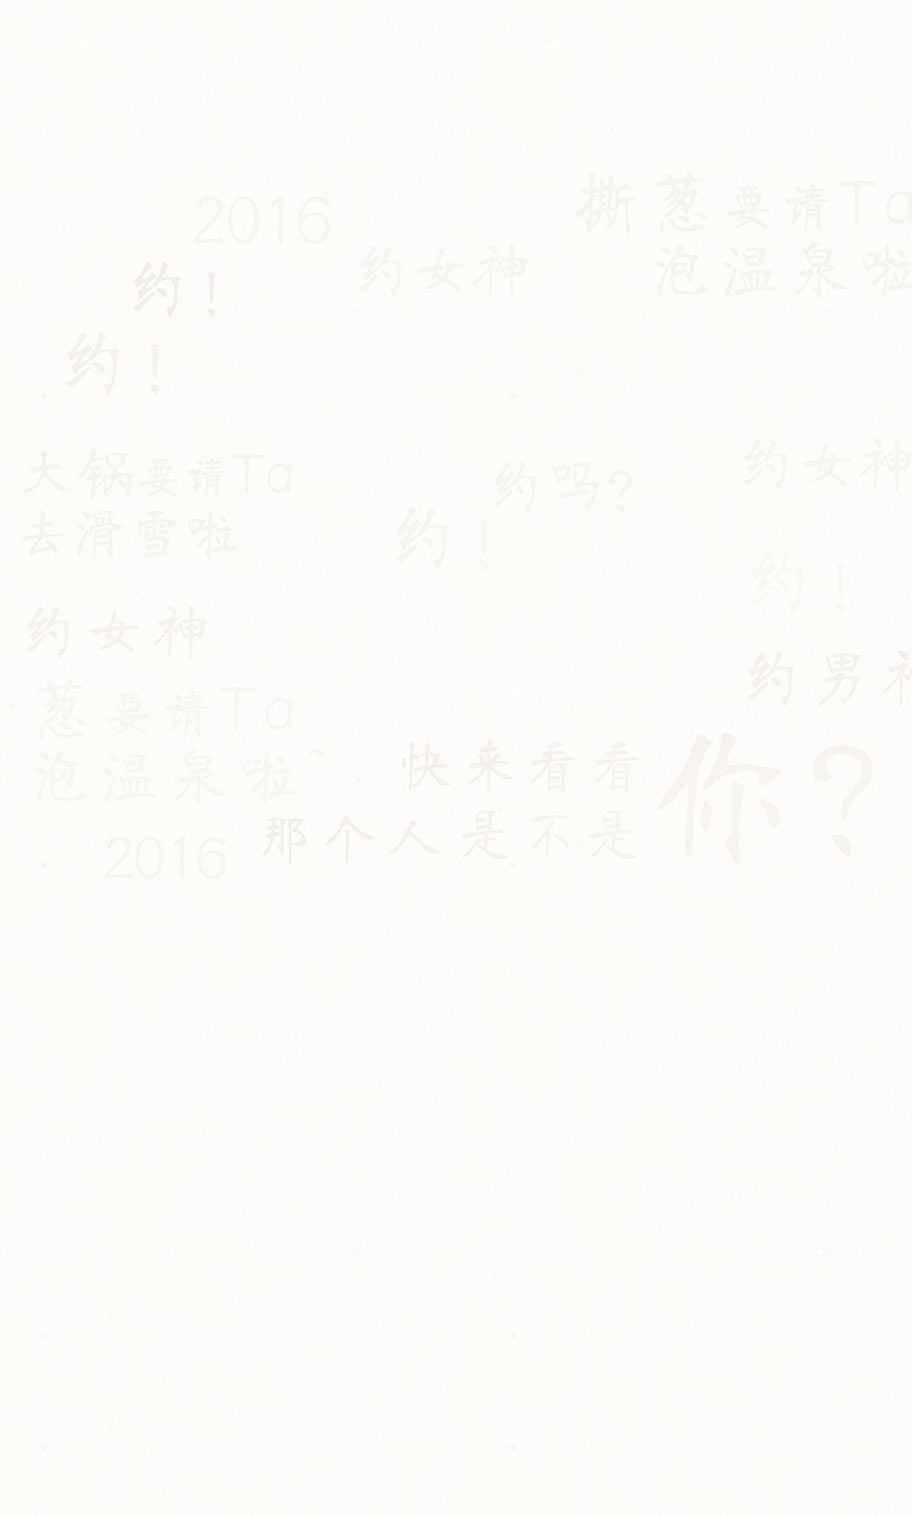 2016
撕葱要请Ta
泡温泉啦
约女神
约！
约！
大锅要请Ta
去滑雪啦
约吗？
约！
约女神
约！
约女神
约男神
葱要请Ta
泡温泉啦~
快来看看
那个人是不是
你？
2016